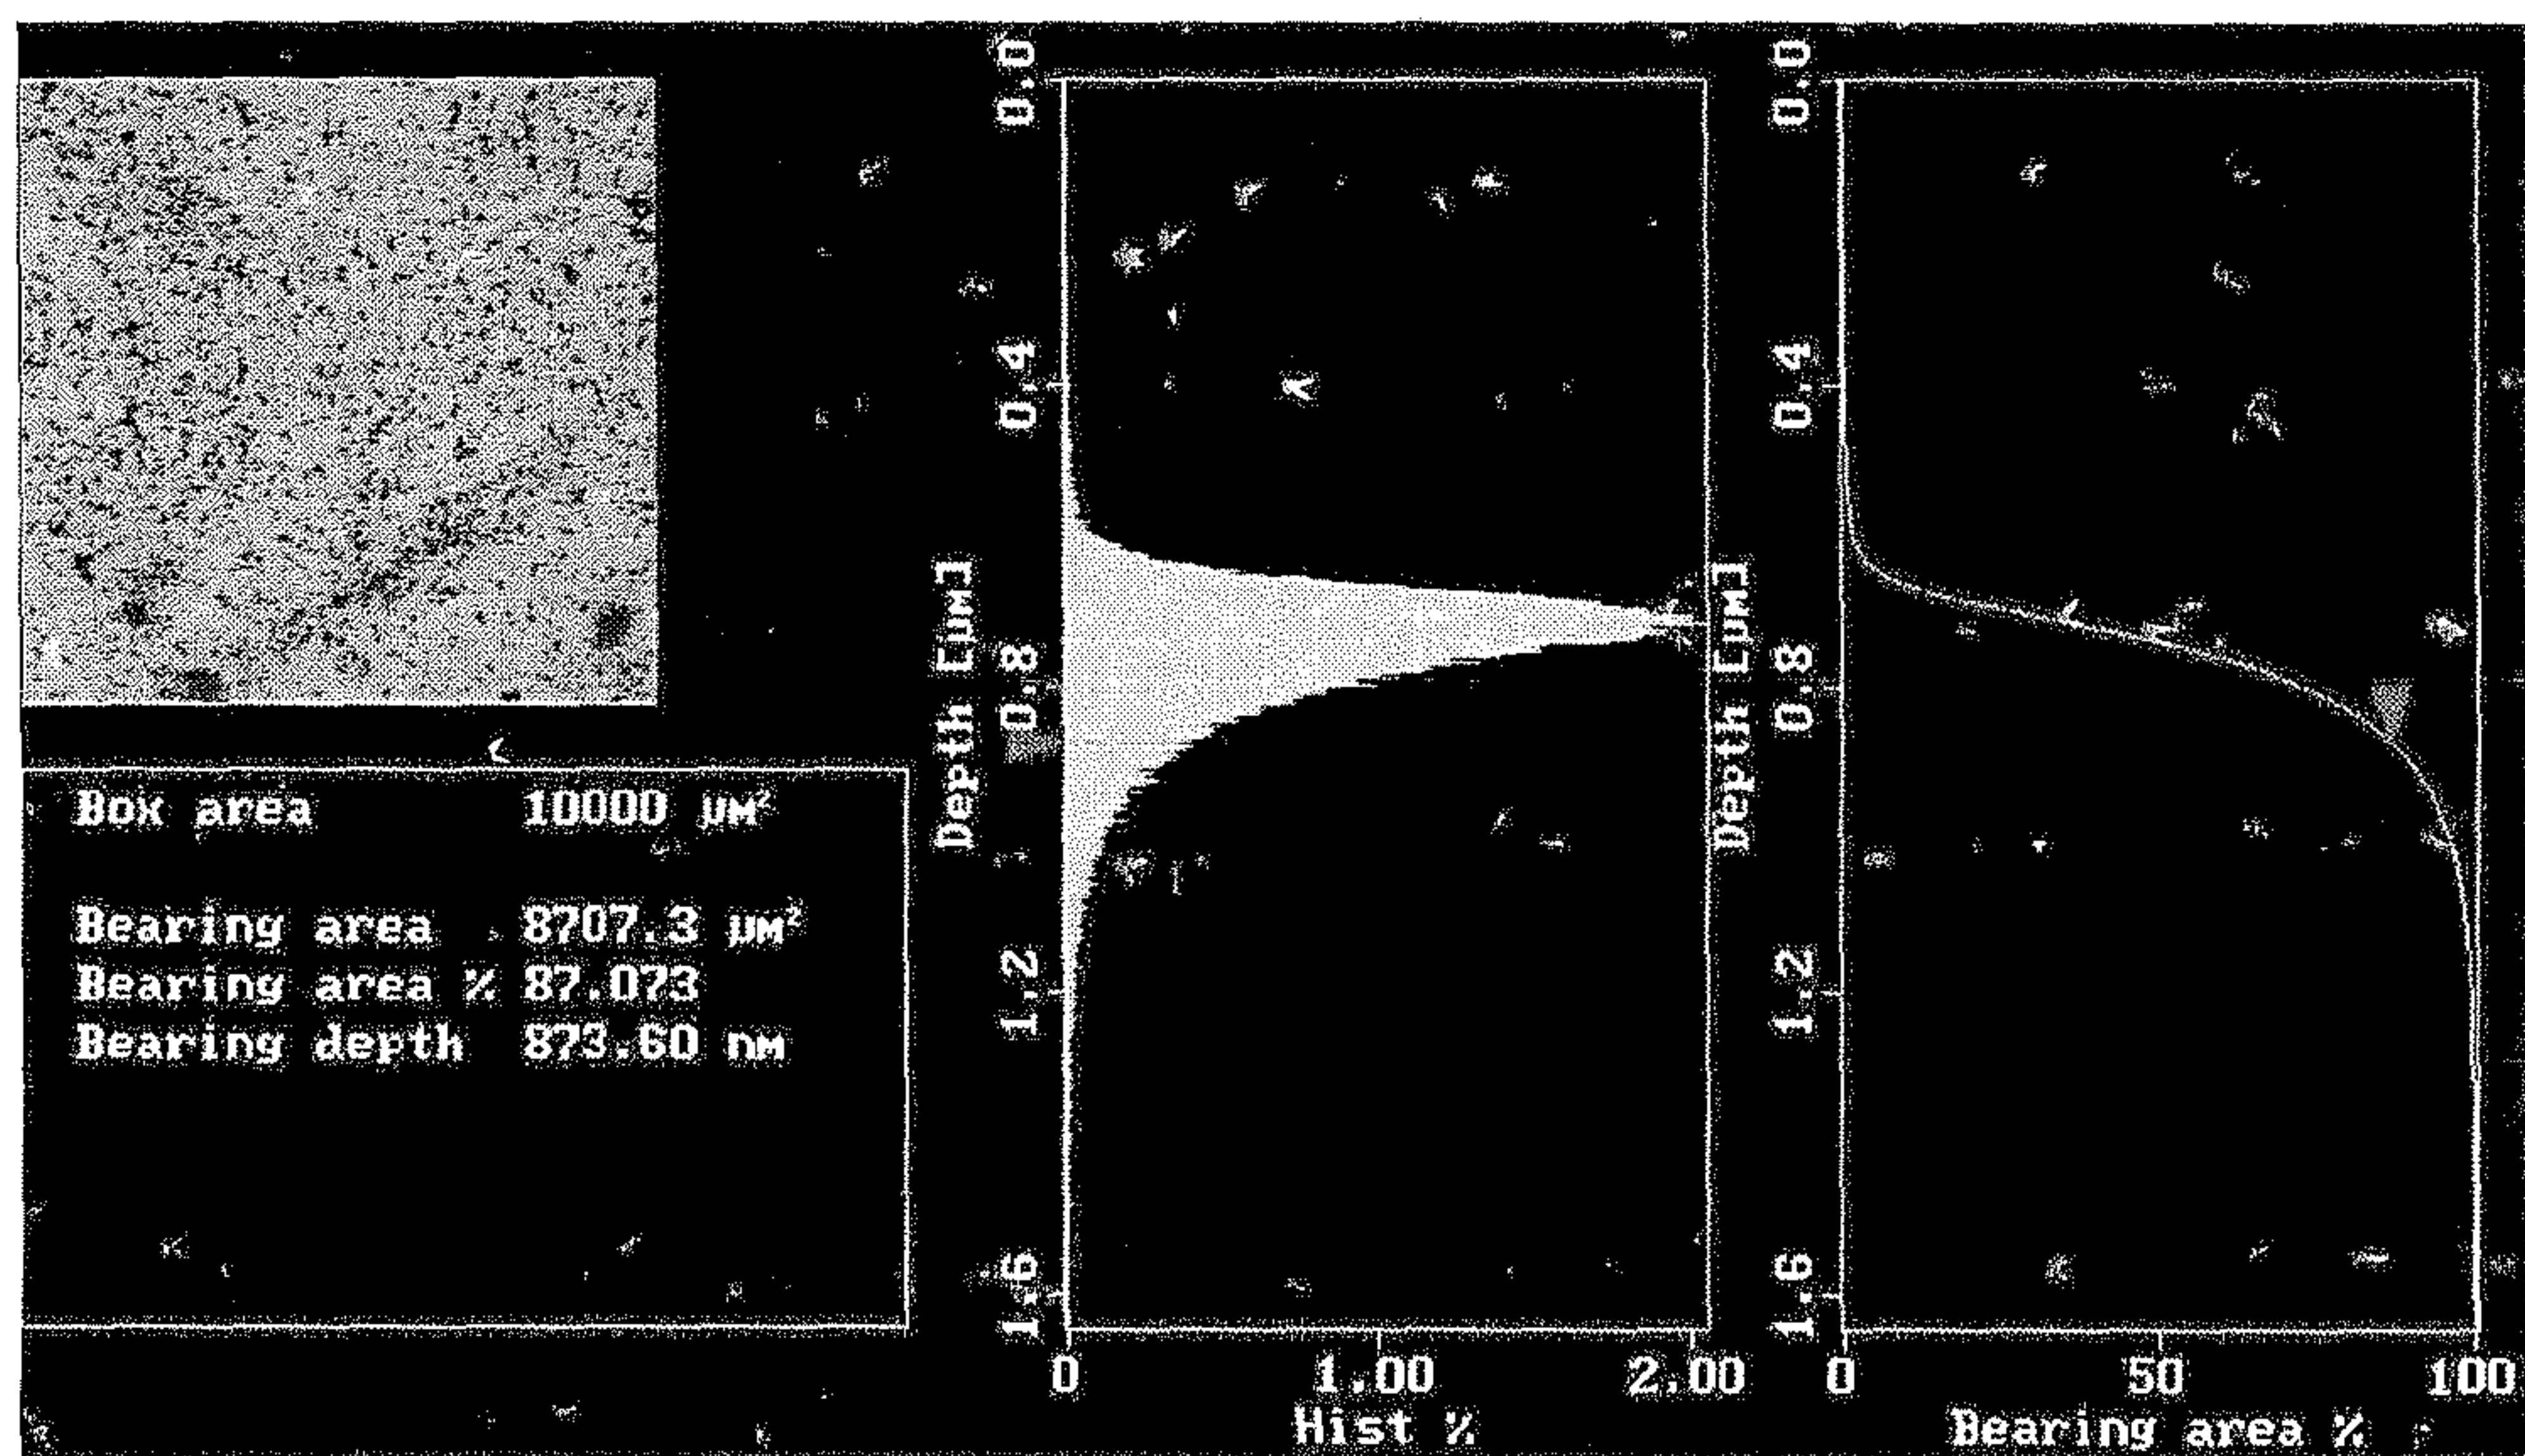 Box area 10000 µm²
Bearing area 8707.3 µm²
Bearing area % 87.073
Bearing depth 873.60 nm
Depth [µm]
0.0
0.4
0.8
1.2
1.6
0 1.00 2.00
Hist %
Depth [µm]
0.0
0.4
0.8
1.2
1.6
0 50 100
Bearing area %